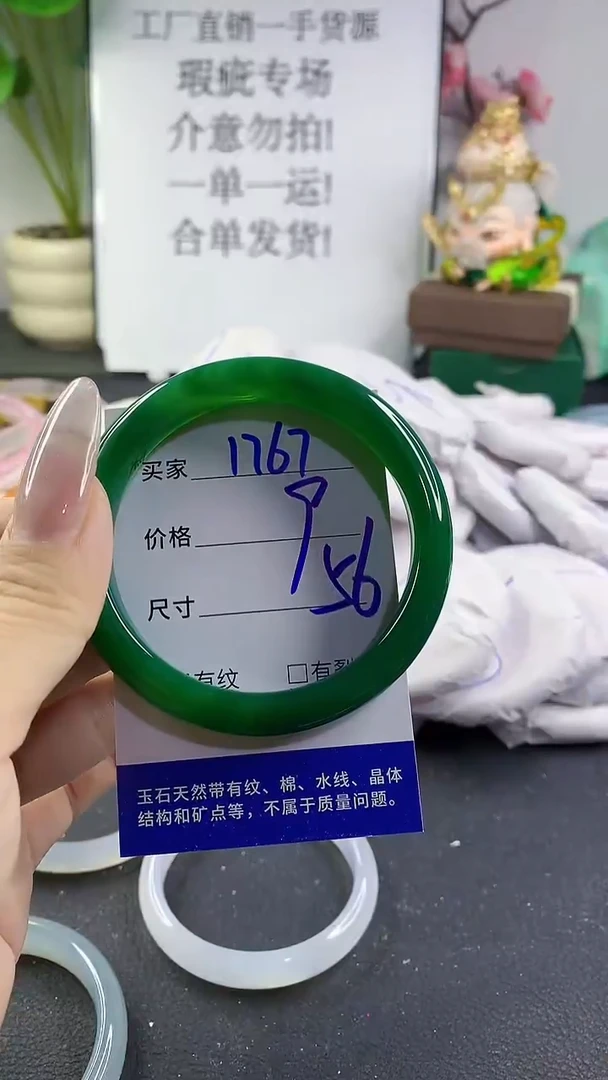 工厂直销一手货源
瑕疵专场
介意勿拍!
一单一运!
合单发货!
买家 1767
价格 9
尺寸 56
有纹 □有裂
玉石天然带有纹、棉、水线、晶体
结构和矿点等，不属于质量问题。